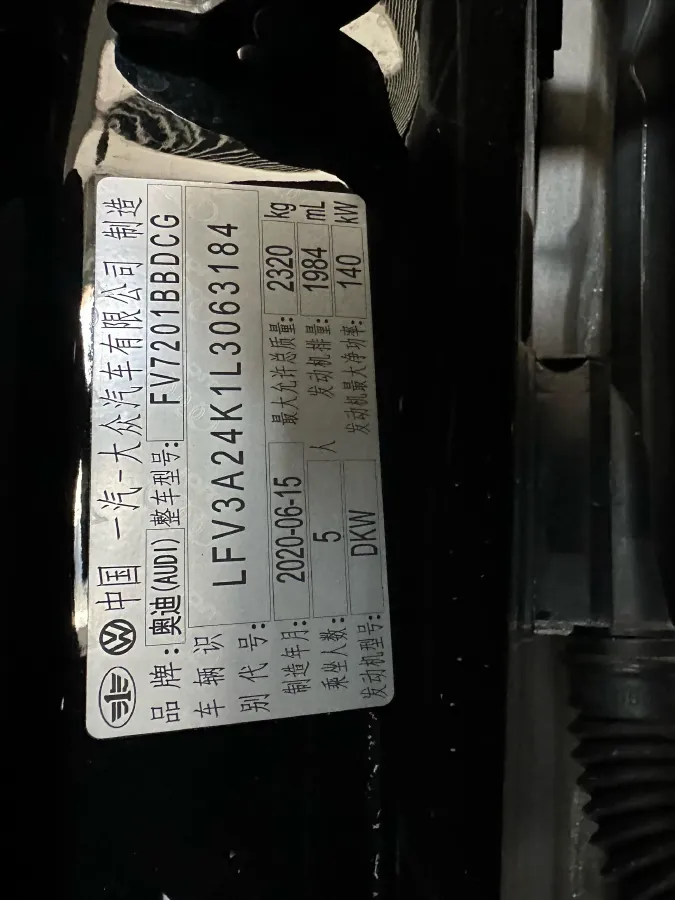 中国 一汽-大众汽车有限公司 制造
品牌: 奥迪(AUDI) 整车型号: FV7201BBDCG
车辆识别代号: LFV3A24K1L3063184
制造年月: 2020-06-15 最大允许总质量: 2320 kg
乘坐人数: 5 人 发动机排量: 1984 mL
发动机型号: DKW 发动机最大净功率: 140 kW